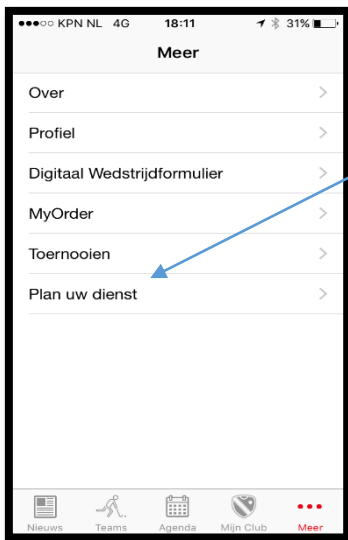 KPN NL 4G 18:11 31%
Meer
Over
Profiel
Digitaal Wedstrijdformulier
MyOrder
Toernooien
Plan uw dienst
Nieuws Teams Agenda Mijn Club Meer